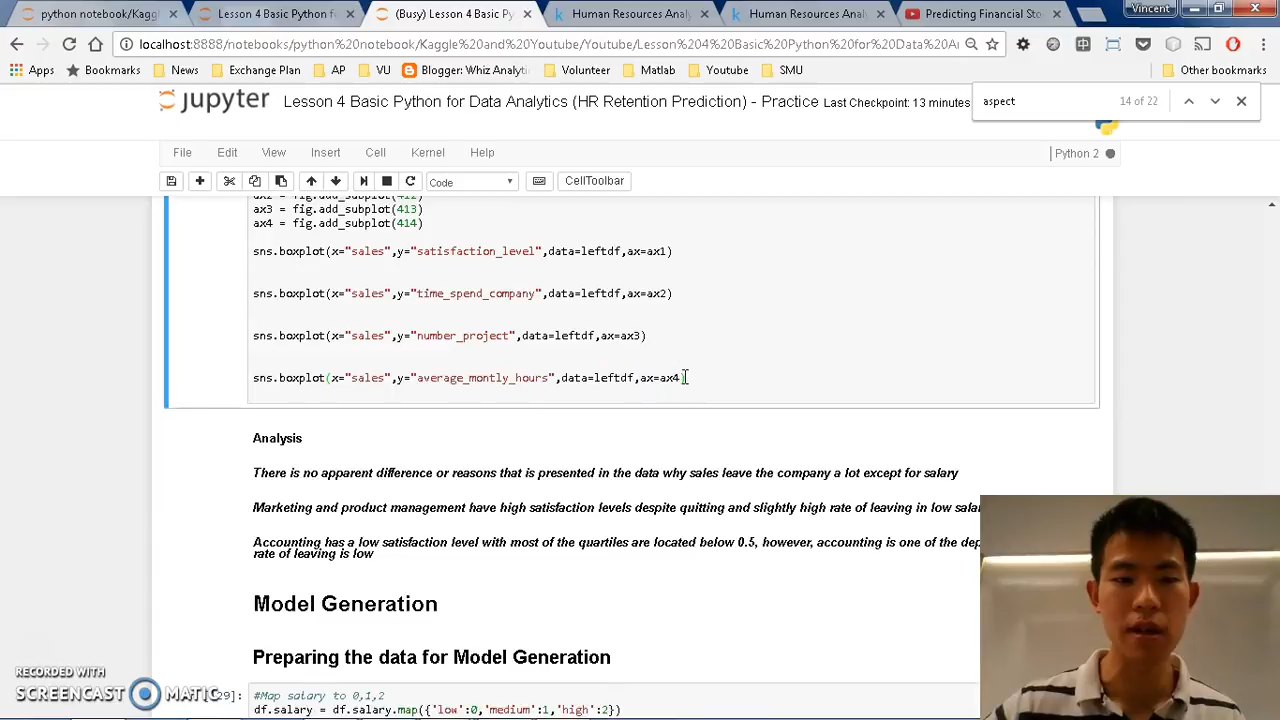 python notebook/Kaggl
Lesson 4 Basic Python fo
(Busy) Lesson 4 Basic Py
Human Resources Anal
Human Resources Anal
Predicting Financial Sto
Vincent
localhost:8888/notebooks/python%20notebook/Kaggle%20and%20Youtube/Youtube/Lesson%204%20Basic%20Python%20for%20Data%20A
Apps
Bookmarks
News
Exchange Plan
AP
VU
Blogger: Whiz Analytic
Volunteer
Matlab
Youtube
SMU
Other bookmarks
aspect
14 of 22
jupyter
Lesson 4 Basic Python for Data Analytics (HR Retention Prediction) - Practice Last Checkpoint: 13 minutes
File Edit View Insert Cell Kernel Help
Python 2
Code
CellToolbar
ax2 = fig.add_subplot(412)
ax3 = fig.add_subplot(413)
ax4 = fig.add_subplot(414)
sns.boxplot(x="sales",y="satisfaction_level",data=leftdf,ax=ax1)
sns.boxplot(x="sales",y="time_spend_company",data=leftdf,ax=ax2)
sns.boxplot(x="sales",y="number_project",data=leftdf,ax=ax3)
sns.boxplot(x="sales",y="average_montly_hours",data=leftdf,ax=ax4)
Analysis
There is no apparent difference or reasons that is presented in the data why sales leave the company a lot except for salary
Marketing and product management have high satisfaction levels despite quitting and slightly high rate of leaving in low salar
Accounting has a low satisfaction level with most of the quartiles are located below 0.5, however, accounting is one of the dep
rate of leaving is low
Model Generation
Preparing the data for Model Generation
RECORDED WITH
SCREENCAST MATIC
29]:
#Map salary to 0,1,2
df.salary = df.salary.map({'low':0,'medium':1,'high':2})